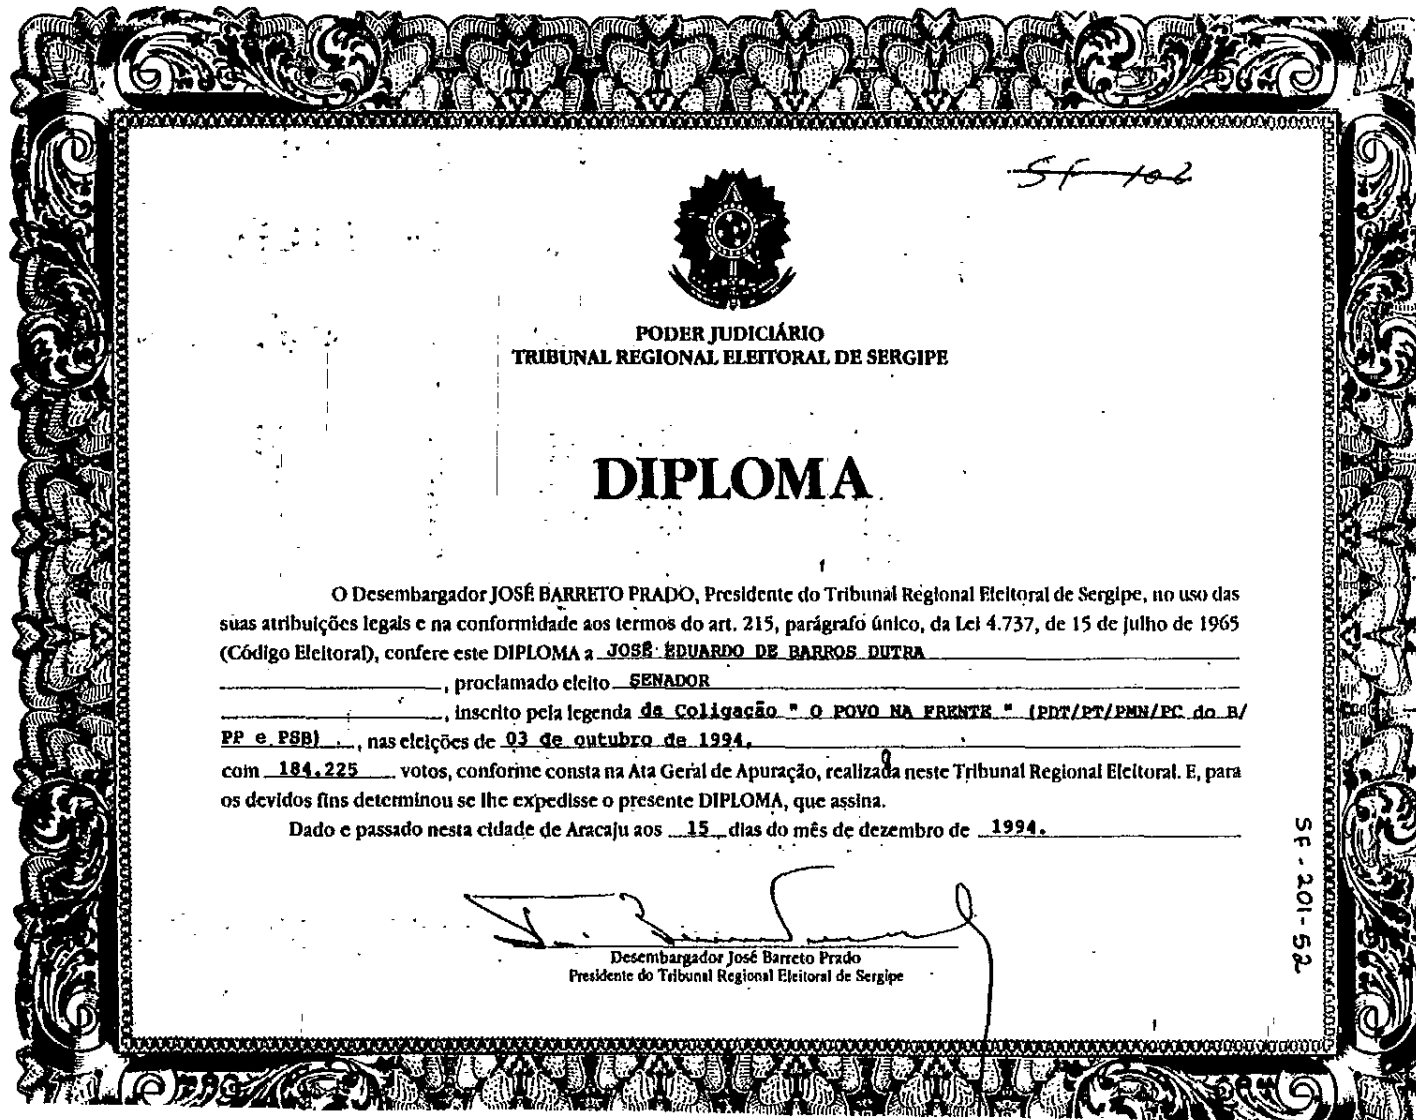 SF-102
PODER JUDICIÁRIO
TRIBUNAL REGIONAL ELEITORAL DE SERGIPE
DIPLOMA
O Desembargador JOSÉ BARRETO PRADO, Presidente do Tribunal Regional Eleitoral de Sergipe, no uso das
suas atribuições legais e na conformidade aos termos do art. 215, parágrafo único, da Lei 4.737, de 15 de julho de 1965
(Código Eleitoral), confere este DIPLOMA a JOSÉ EDUARDO DE BARROS DUTRA
, proclamado eleito SENADOR
, inscrito pela legenda da Coligação " O POVO NA FRENTE " (PDT/PT/PMN/PC do B/
PP e PSB) , nas eleições de 03 de outubro de 1994,
com 184.225 votos, conforme consta na Ata Geral de Apuração, realizada neste Tribunal Regional Eleitoral. E, para
os devidos fins determinou se lhe expedisse o presente DIPLOMA, que assina.
Dado e passado nesta cidade de Aracaju aos 15 dias do mês de dezembro de 1994.
Desembargador José Barreto Prado
Presidente do Tribunal Regional Eleitoral de Sergipe
SF-201-52